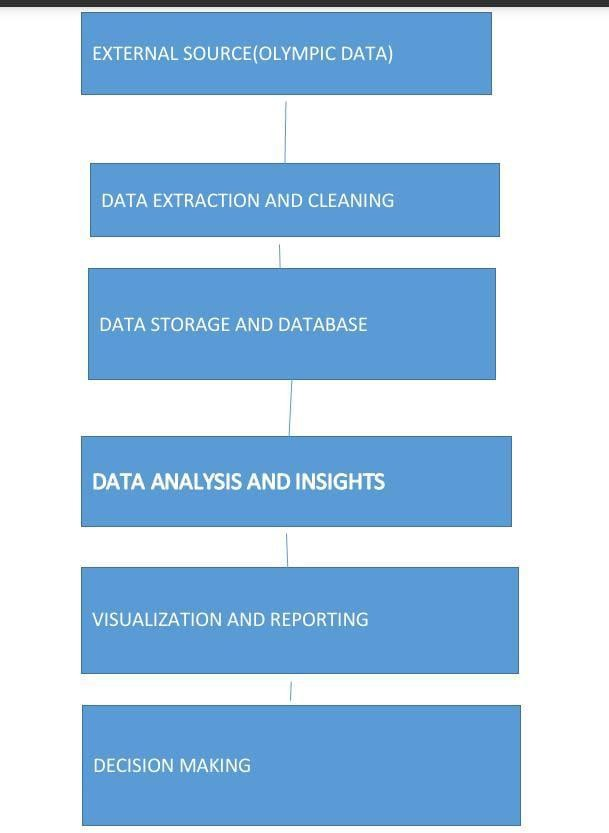 EXTERNAL SOURCE(OLYMPIC DATA)
DATA EXTRACTION AND CLEANING
DATA STORAGE AND DATABASE
DATA ANALYSIS AND INSIGHTS
VISUALIZATION AND REPORTING
DECISION MAKING